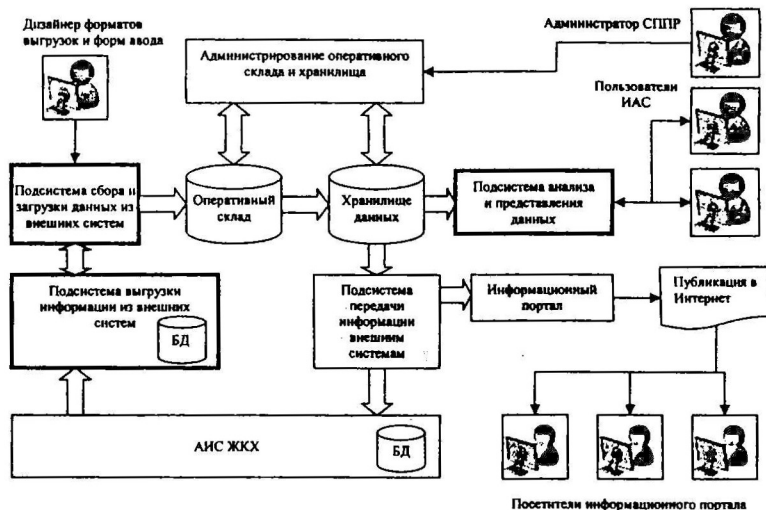 Дизайнер форматов
выгрузок и форм ввода
Администратор СППР
Администрирование оперативного
склада и хранилища
Пользователи
ИАС
Подсистема сбора и
загрузки данных из
внешних систем
Оперативный
склад
Хранилище
данных
Подсистема анализа
и представления
данных
Подсистема выгрузки
информации из внешних
систем
БД
Подсистема
передачи
информации
внешним
системам
Информационный
портал
Публикация в
Интернет
АИС ЖКХ
БД
Посетители информационного портала